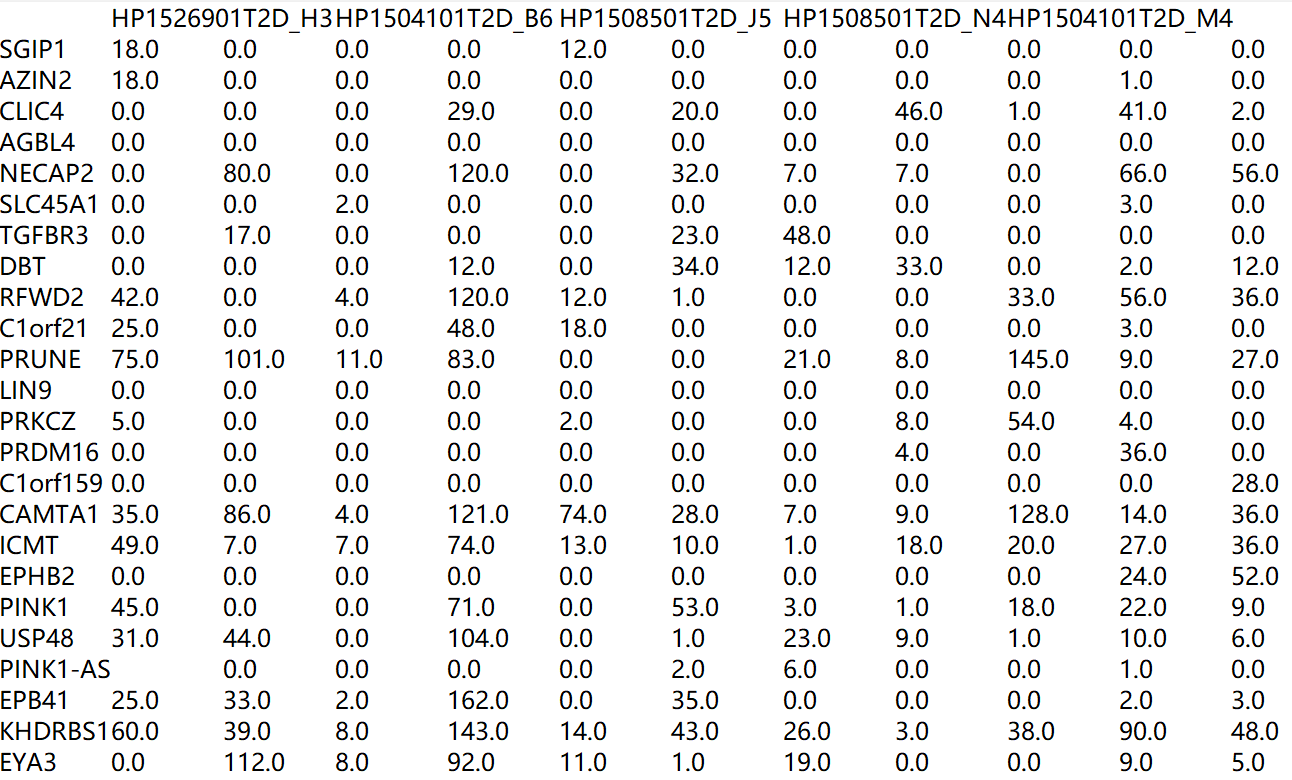 HP1526901T2D_H3HP1504101T2D_B6 HP1508501T2D_J5 HP1508501T2D_N4HP1504101T2D_M4
SGIP1 18.0 0.0 0.0 0.0 12.0 0.0 0.0 0.0 0.0 0.0 0.0
AZIN2 18.0 0.0 0.0 0.0 0.0 0.0 0.0 0.0 0.0 1.0 0.0
CLIC4 0.0 0.0 0.0 29.0 0.0 20.0 0.0 46.0 1.0 41.0 2.0
AGBL4 0.0 0.0 0.0 0.0 0.0 0.0 0.0 0.0 0.0 0.0 0.0
NECAP2 0.0 80.0 0.0 120.0 0.0 32.0 7.0 7.0 0.0 66.0 56.0
SLC45A1 0.0 0.0 2.0 0.0 0.0 0.0 0.0 0.0 0.0 3.0 0.0
TGFBR3 0.0 17.0 0.0 0.0 0.0 23.0 48.0 0.0 0.0 0.0 0.0
DBT 0.0 0.0 0.0 12.0 0.0 34.0 12.0 33.0 0.0 2.0 12.0
RFWD2 42.0 0.0 4.0 120.0 12.0 1.0 0.0 0.0 33.0 56.0 36.0
C1orf21 25.0 0.0 0.0 48.0 18.0 0.0 0.0 0.0 0.0 3.0 0.0
PRUNE 75.0 101.0 11.0 83.0 0.0 0.0 21.0 8.0 145.0 9.0 27.0
LIN9 0.0 0.0 0.0 0.0 0.0 0.0 0.0 0.0 0.0 0.0 0.0
PRKCZ 5.0 0.0 0.0 0.0 2.0 0.0 0.0 8.0 54.0 4.0 0.0
PRDM16 0.0 0.0 0.0 0.0 0.0 0.0 0.0 4.0 0.0 36.0 0.0
C1orf159 0.0 0.0 0.0 0.0 0.0 0.0 0.0 0.0 0.0 0.0 28.0
CAMTA1 35.0 86.0 4.0 121.0 74.0 28.0 7.0 9.0 128.0 14.0 36.0
ICMT 49.0 7.0 7.0 74.0 13.0 10.0 1.0 18.0 20.0 27.0 36.0
EPHB2 0.0 0.0 0.0 0.0 0.0 0.0 0.0 0.0 0.0 24.0 52.0
PINK1 45.0 0.0 0.0 71.0 0.0 53.0 3.0 1.0 18.0 22.0 9.0
USP48 31.0 44.0 0.0 104.0 0.0 1.0 23.0 9.0 1.0 10.0 6.0
PINK1-AS 0.0 0.0 0.0 0.0 2.0 6.0 0.0 0.0 1.0 0.0
EPB41 25.0 33.0 2.0 162.0 0.0 35.0 0.0 0.0 0.0 2.0 3.0
KHDRBS160.0 39.0 8.0 143.0 14.0 43.0 26.0 3.0 38.0 90.0 48.0
EYA3 0.0 112.0 8.0 92.0 11.0 1.0 19.0 0.0 0.0 9.0 5.0